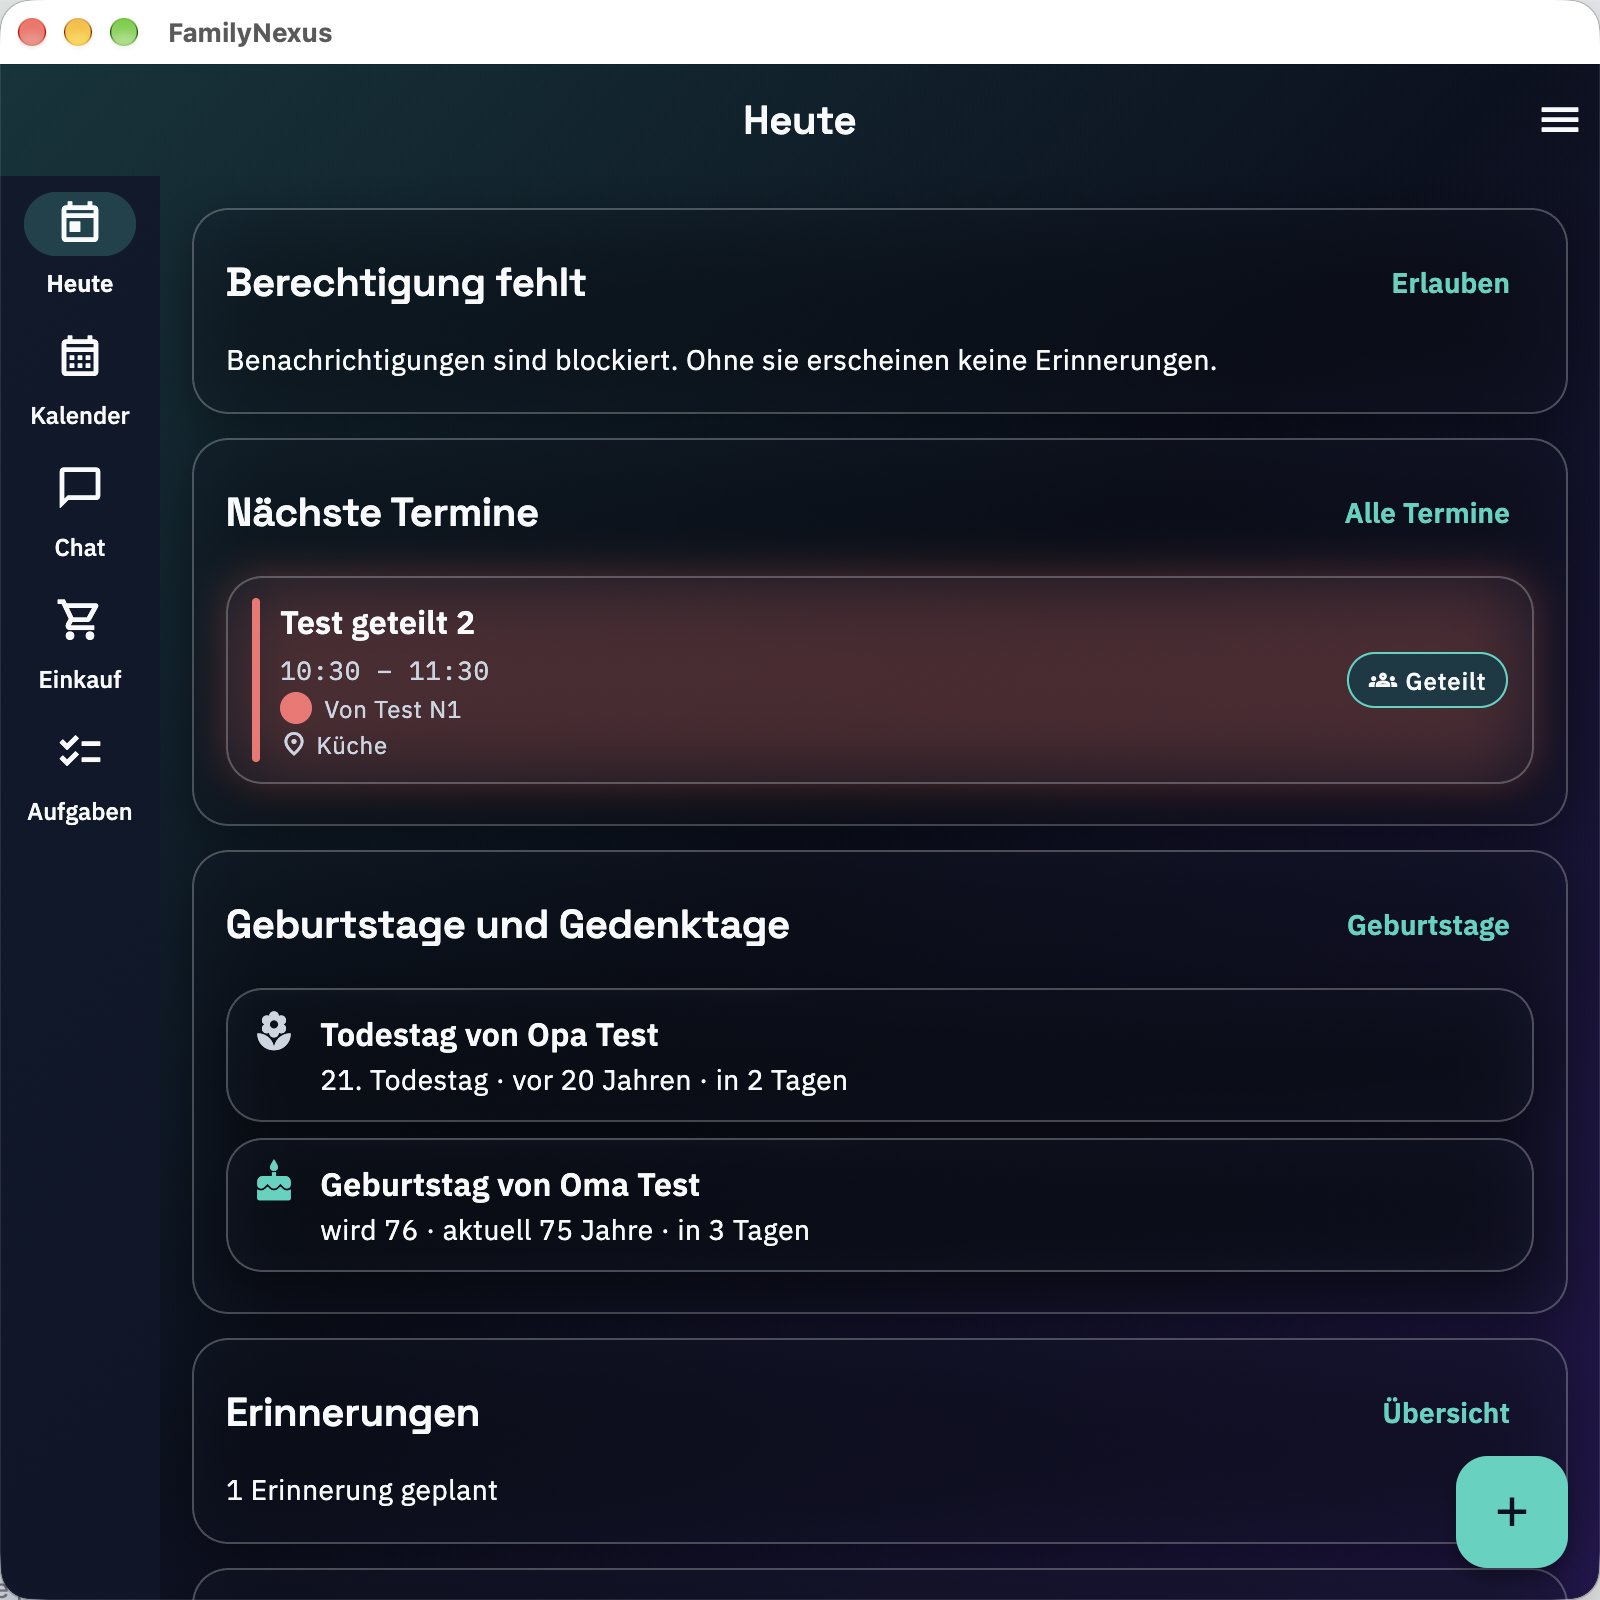 FamilyNexus
Heute
Heute
Kalender
Chat
Einkauf
Aufgaben
Berechtigung fehlt
Erlauben
Benachrichtigungen sind blockiert. Ohne sie erscheinen keine Erinnerungen.
Nächste Termine
Alle Termine
Test geteilt 2
10:30 – 11:30
Von Test N1
Küche
Geteilt
Geburtstage und Gedenktage
Geburtstage
Todestag von Opa Test
21. Todestag · vor 20 Jahren · in 2 Tagen
Geburtstag von Oma Test
wird 76 · aktuell 75 Jahre · in 3 Tagen
Erinnerungen
Übersicht
1 Erinnerung geplant
+